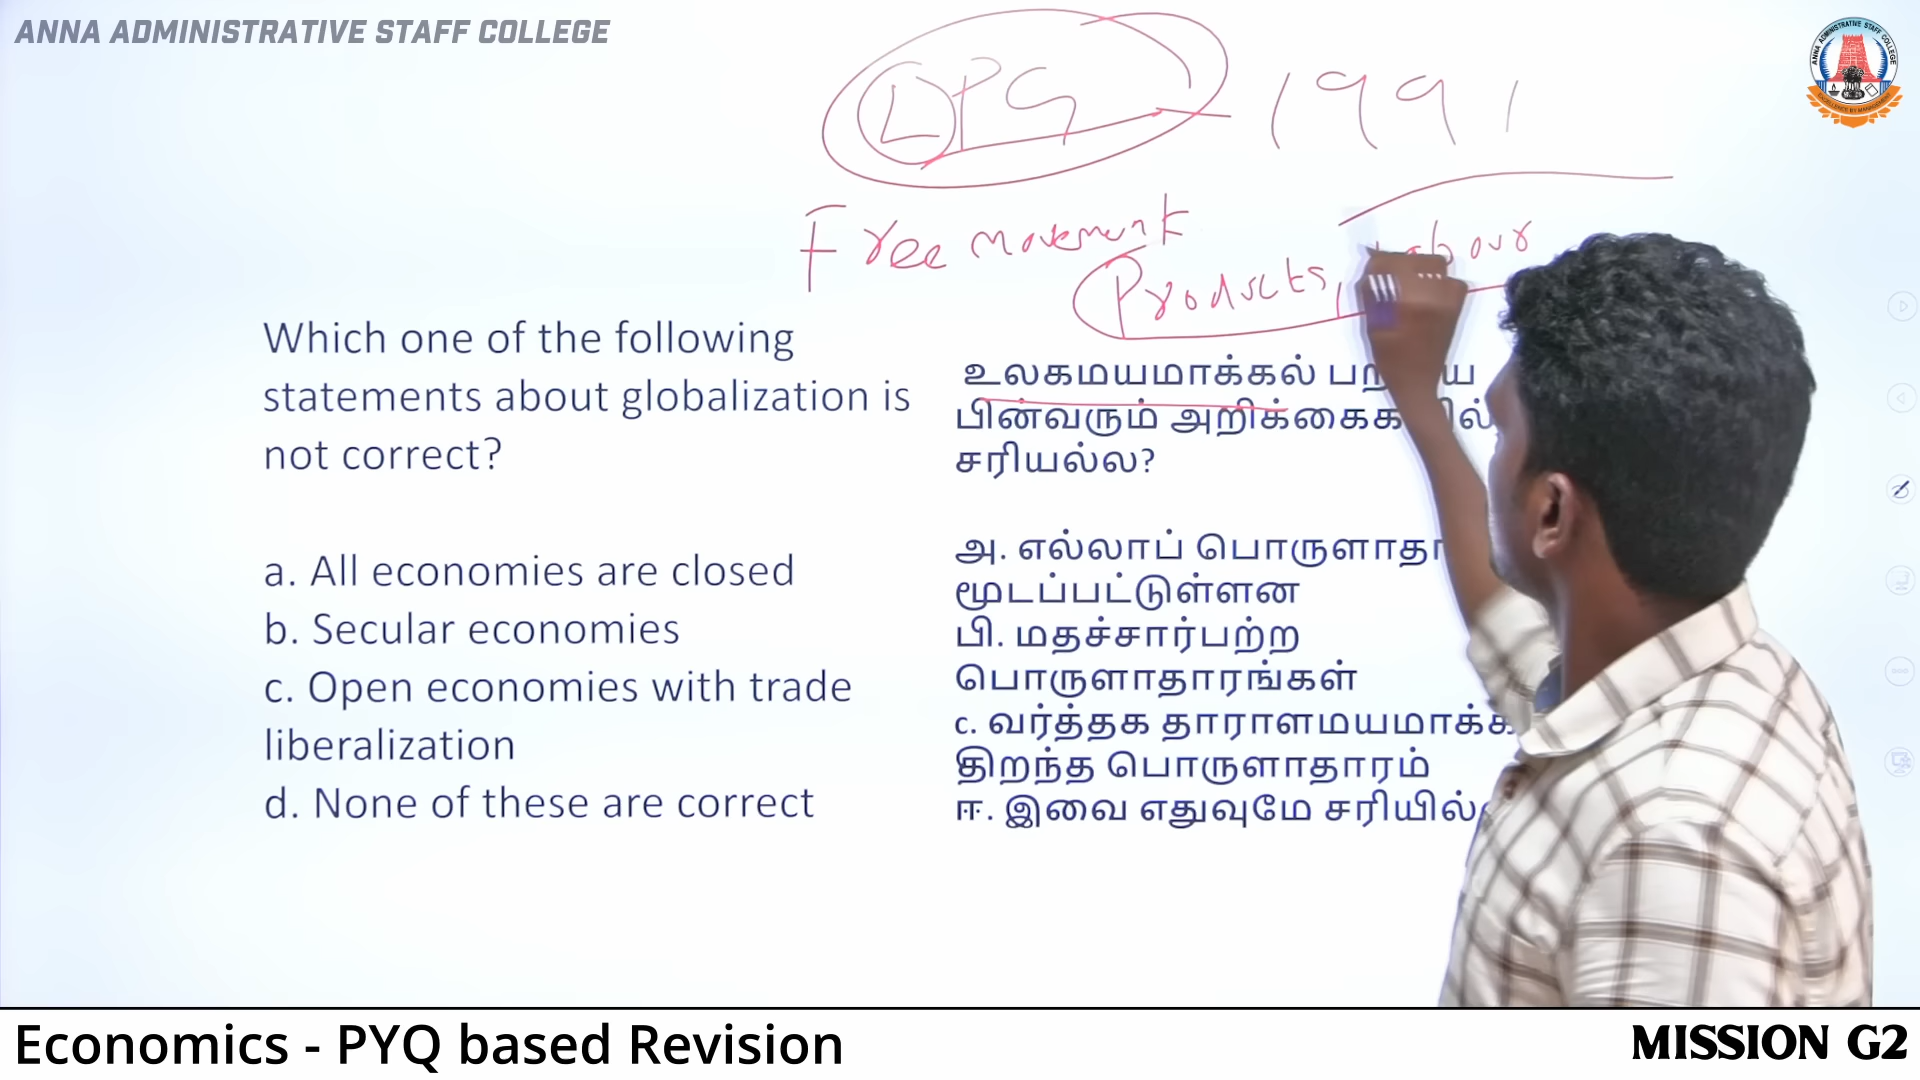 ANNA ADMINISTRATIVE STAFF COLLEGE
LPG - 1991
Free movement
Products, Labour
Which one of the following
statements about globalization is
not correct?
a. All economies are closed
b. Secular economies
c. Open economies with trade
liberalization
d. None of these are correct
உலகமயமாக்கல்
பின்வரும்
சரியல்ல?
அ. எல்லாப்
மூடப்பட்டுள்ளன
பி. மதச்சார்பற்ற
பொருளாதாரங்கள்
c. வர்த்தக
திறந்த பொருளாதாரம்
ஈ. இவை எதுவுமே
Economics - PYQ based Revision
MISSION G2